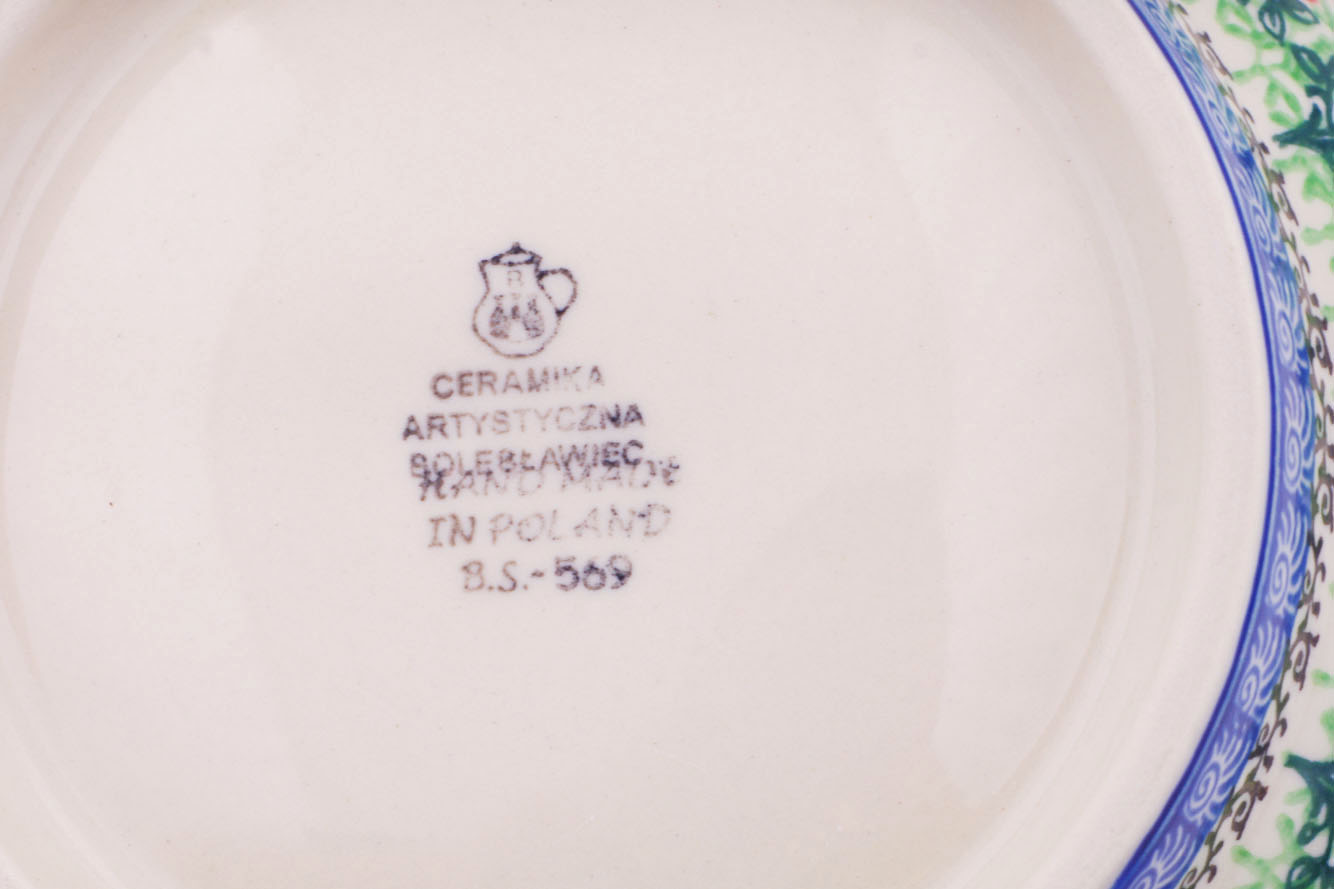 B
CERAMIKA
ARTYSTYCZNA
BOLESŁAWIEC
HAND MADE
IN POLAND
B.S.-569